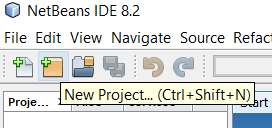 NetBeans IDE 8.2
File Edit View Navigate Source Refact
New Project... (Ctrl+Shift+N)
Proje...
Start